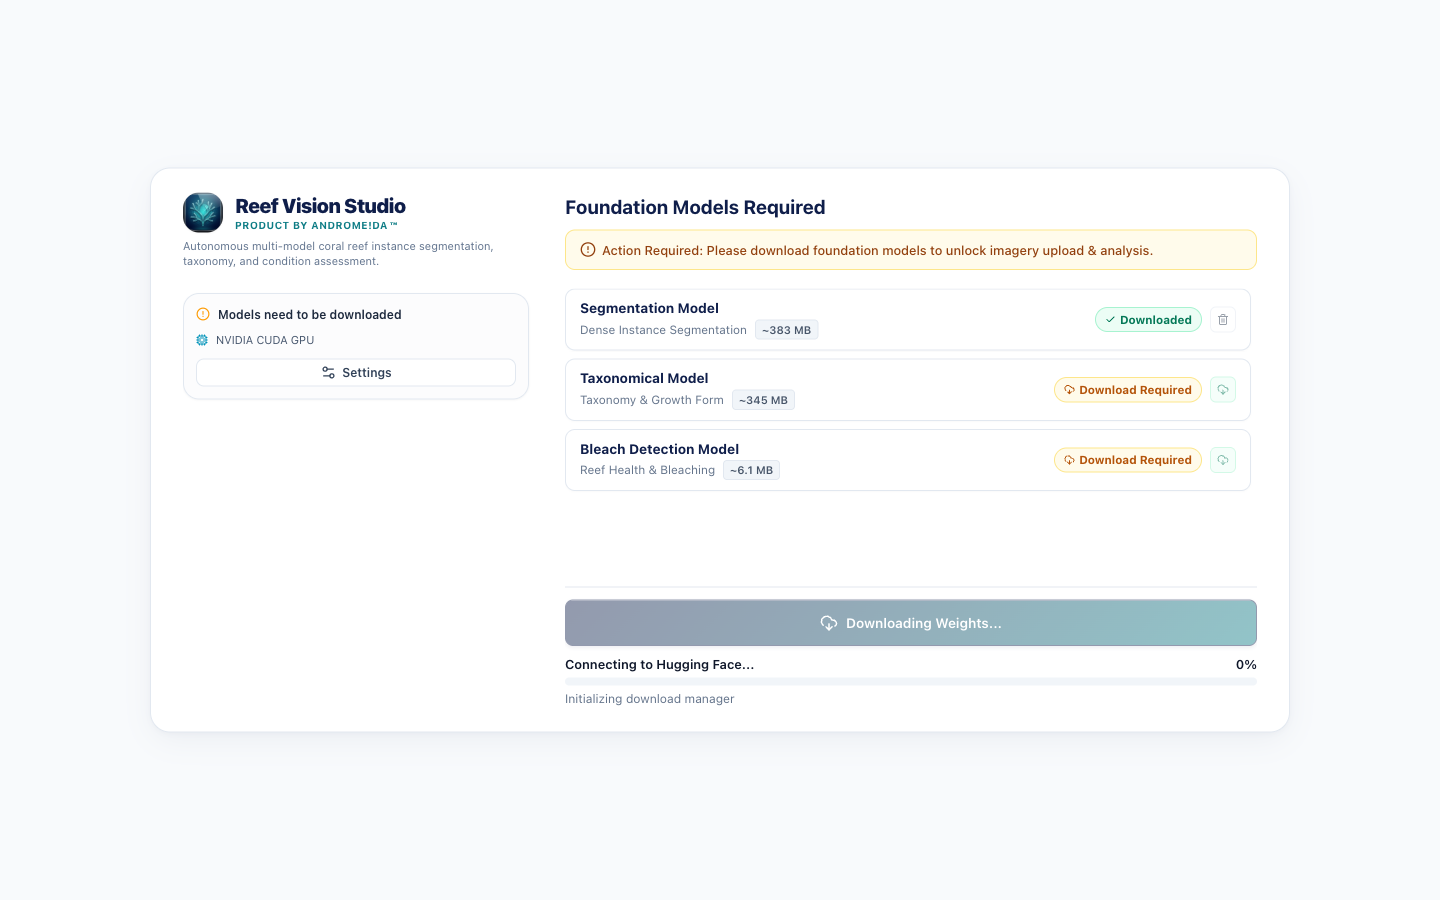 Reef Vision Studio
PRODUCT BY ANDROME!DA™
Autonomous multi-model coral reef instance segmentation,
taxonomy, and condition assessment.
Models need to be downloaded
NVIDIA CUDA GPU
Settings
Foundation Models Required
Action Required: Please download foundation models to unlock imagery upload & analysis.
Segmentation Model
Dense Instance Segmentation ~383 MB
Downloaded
Taxonomical Model
Taxonomy & Growth Form ~345 MB
Download Required
Bleach Detection Model
Reef Health & Bleaching ~6.1 MB
Download Required
Downloading Weights...
Connecting to Hugging Face... 0%
Initializing download manager